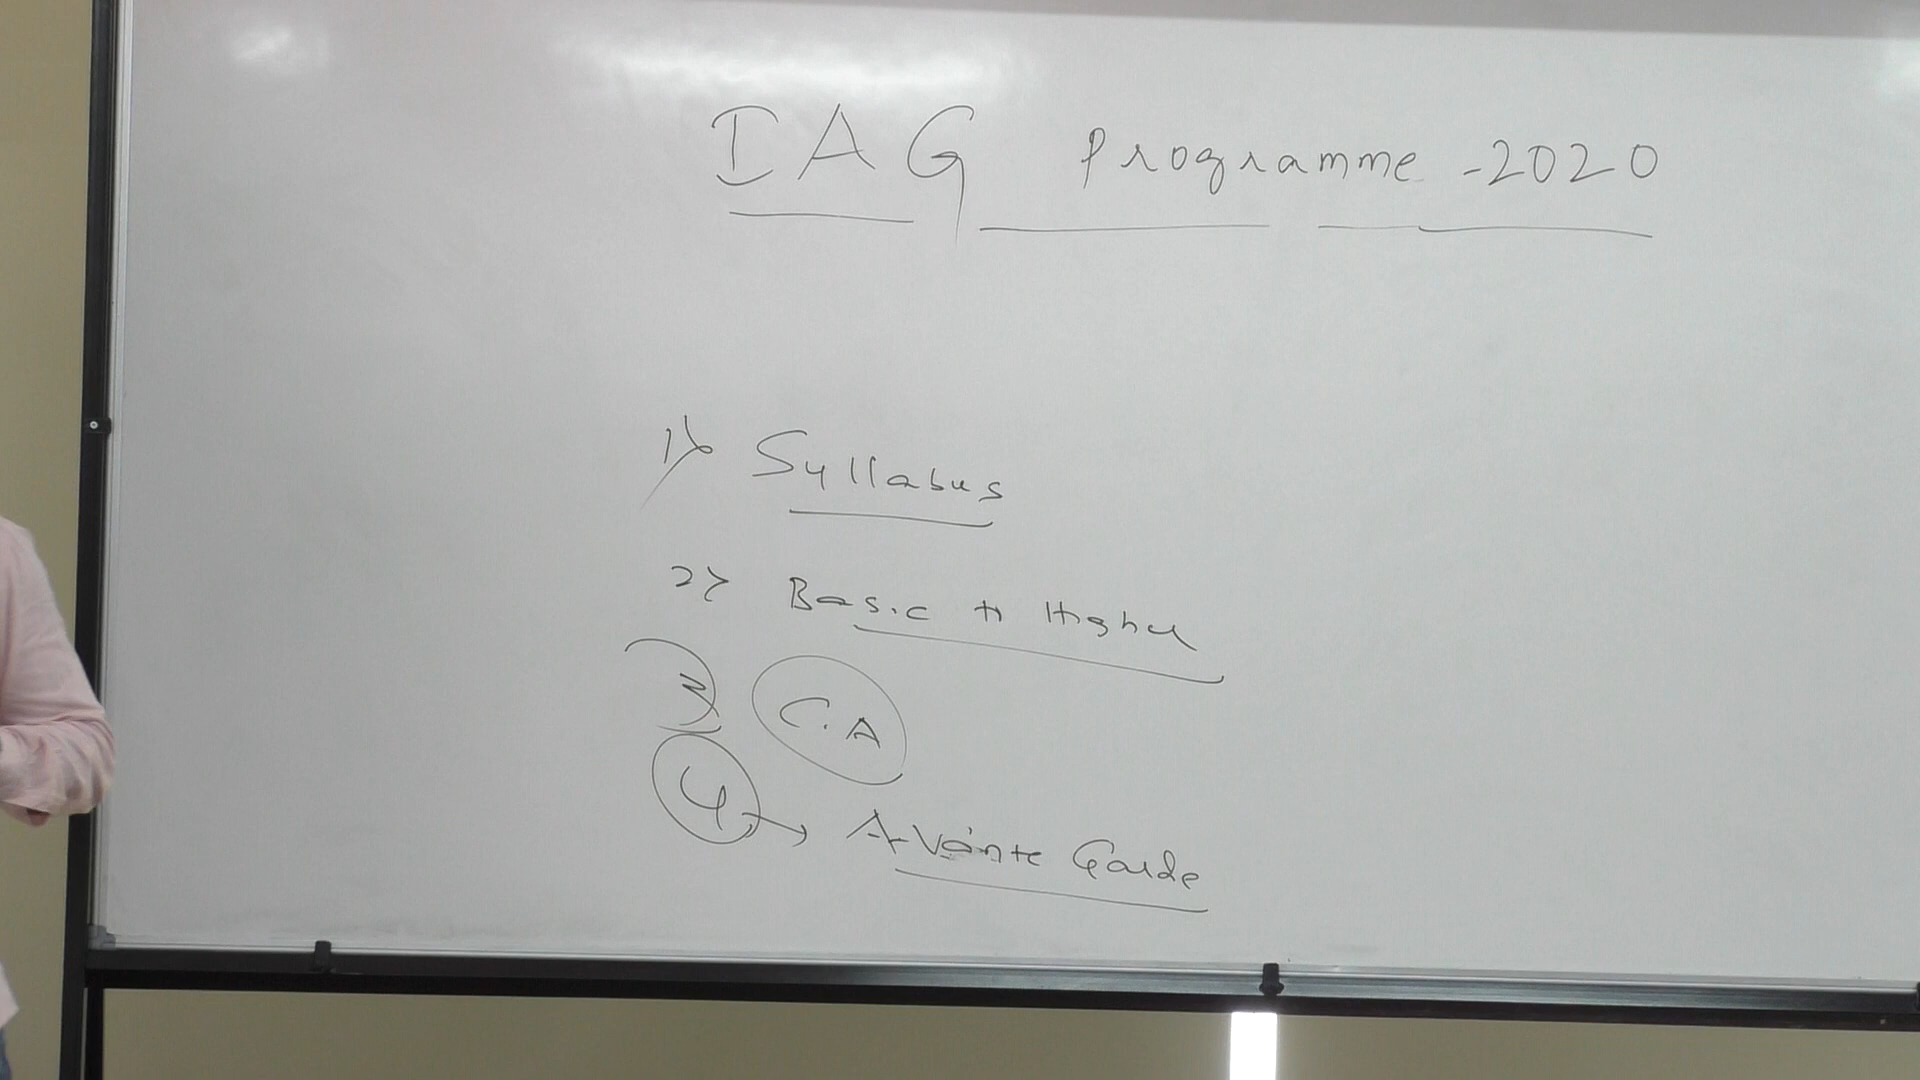 IAG Programme -2020
1) Syllabus
2) Basic to Higher
3) C.A
4 → Avante Garde